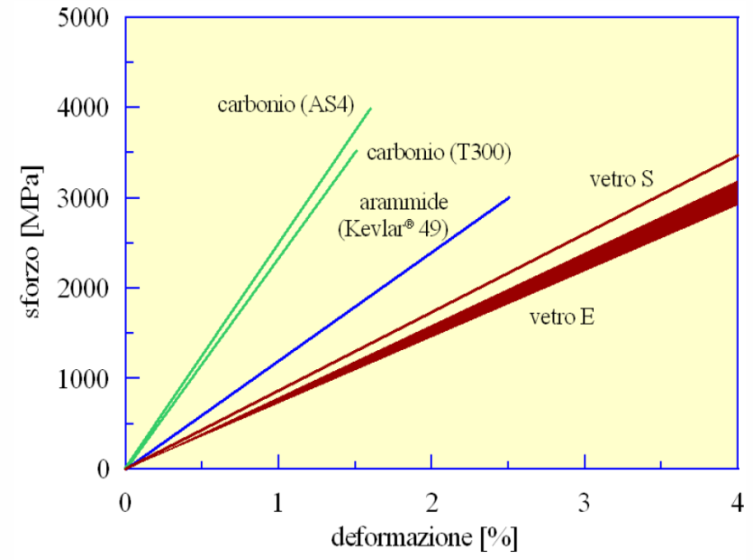 5000
4000
3000
2000
1000
0
sforzo [MPa]
carbonio (AS4)
carbonio (T300)
arammide
(Kevlar® 49)
vetro S
vetro E
0 1 2 3 4
deformazione [%]